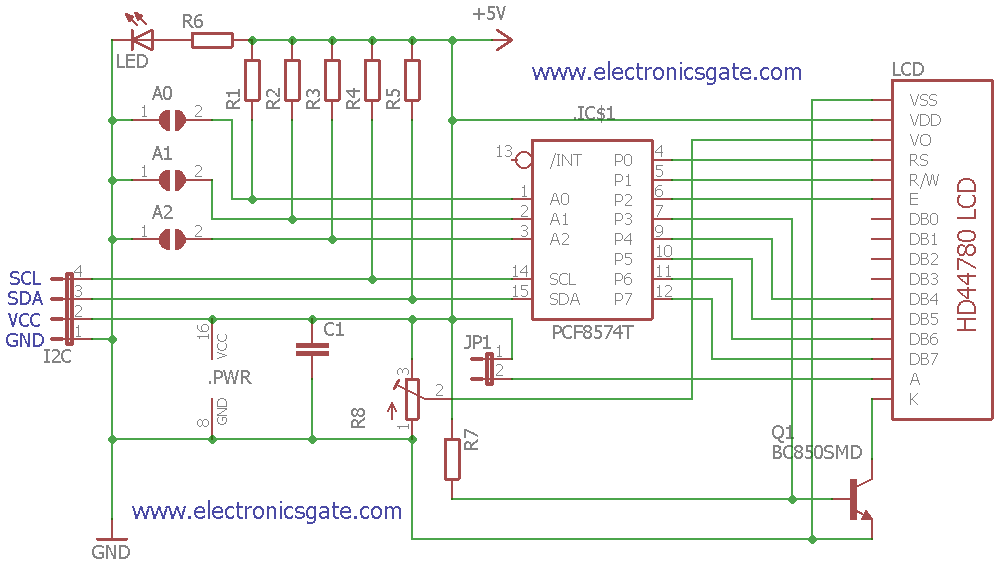 +5V
R6
LED
www.electronicsgate.com
LCD
R1
R2
R3
R4
R5
A0
1
2
A1
1
2
A2
1
2
.IC$1
13
/INT
1
A0
2
A1
3
A2
14
SCL
15
SDA
P0
4
P1
5
P2
6
P3
7
P4
9
P5
10
P6
11
P7
12
PCF8574T
VSS
VDD
VO
RS
R/W
E
DB0
DB1
DB2
DB3
DB4
DB5
DB6
DB7
A
K
HD44780 LCD
SCL
4
SDA
3
VCC
2
GND
1
I2C
16
VCC
.PWR
8
GND
C1
JP1
1
2
R8
3
2
1
R7
Q1
BC850SMD
www.electronicsgate.com
GND